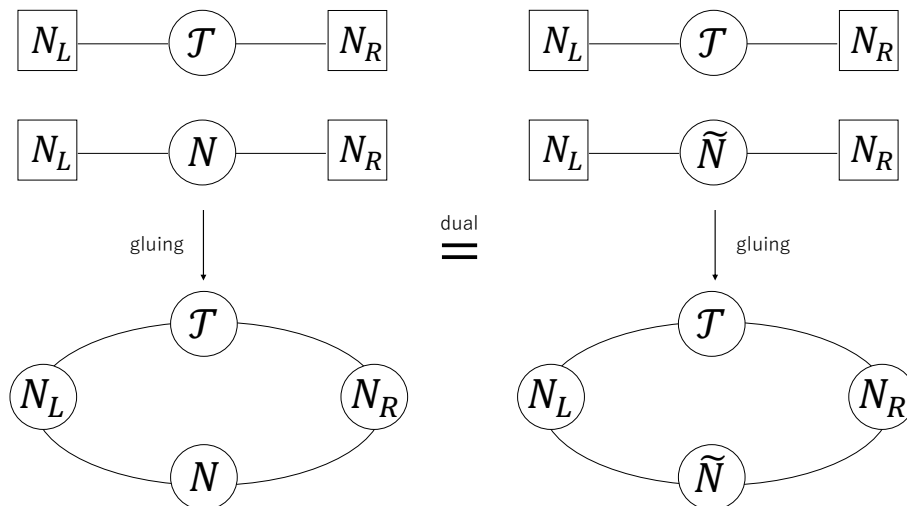 N_L 𝒯 N_R N_L 𝒯 N_R
N_L N N_R N_L Ñ N_R
gluing dual = gluing
𝒯 𝒯
N_L N_R N_L N_R
N Ñ